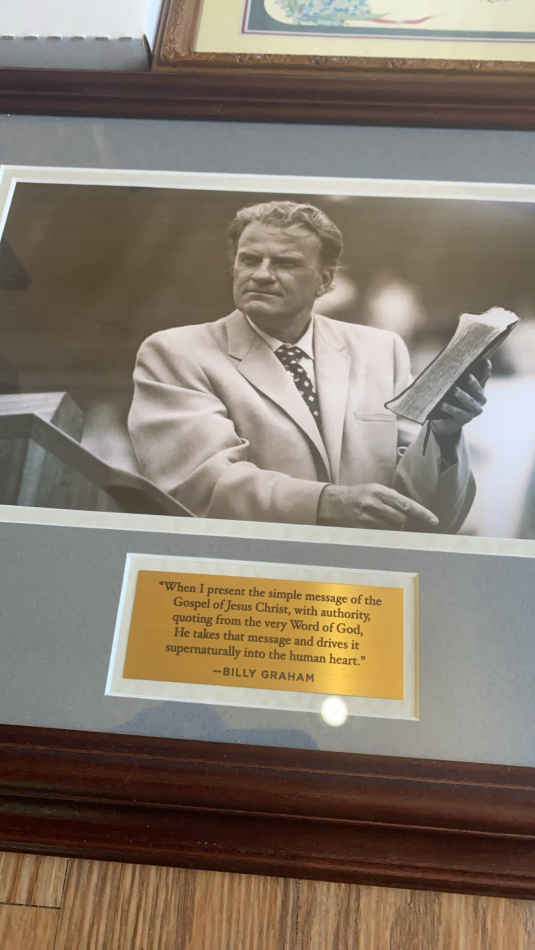 “When I present the simple message of the
Gospel of Jesus Christ, with authority,
quoting from the very Word of God,
He takes that message and drives it
supernaturally into the human heart.”
—BILLY GRAHAM